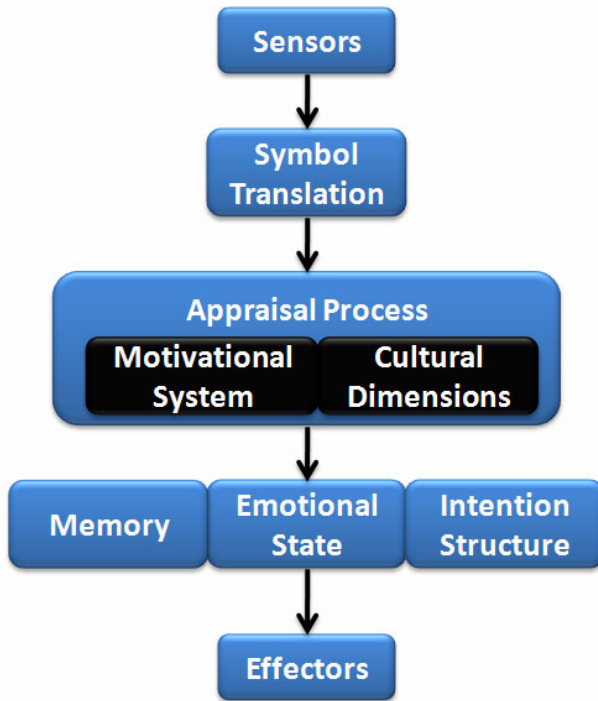 Sensors
Symbol
Translation
Appraisal Process
Motivational
System
Cultural
Dimensions
Memory
Emotional
State
Intention
Structure
Effectors